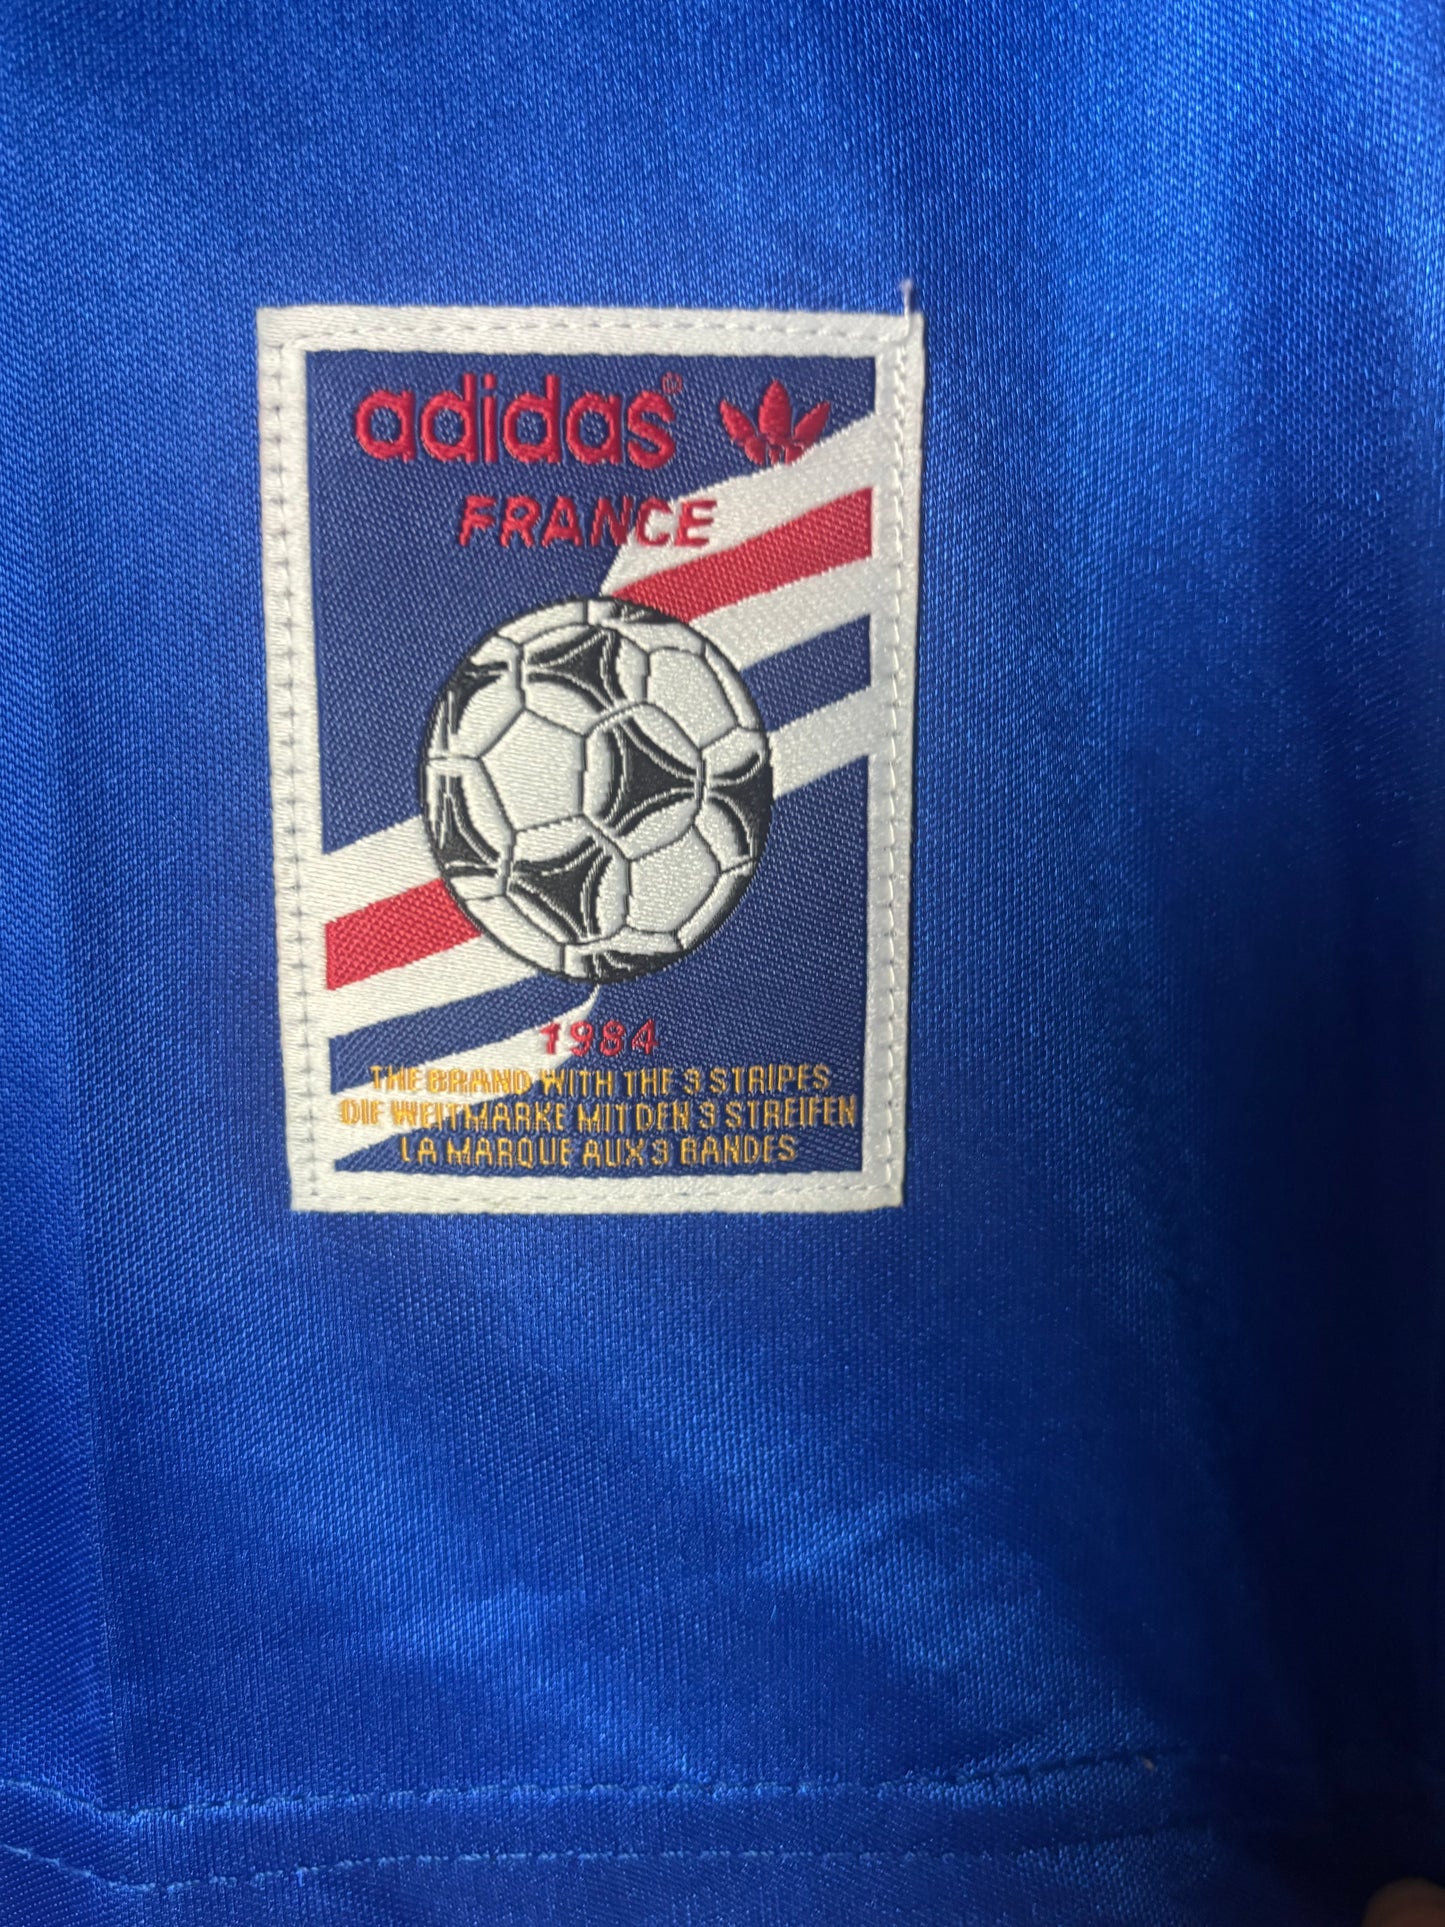 adidas©
FRANCE
1984
THE BRAND WITH THE 3 STRIPES
DIE WELTMARKE MIT DEN 3 STREIFEN
LA MARQUE AUX 3 BANDES